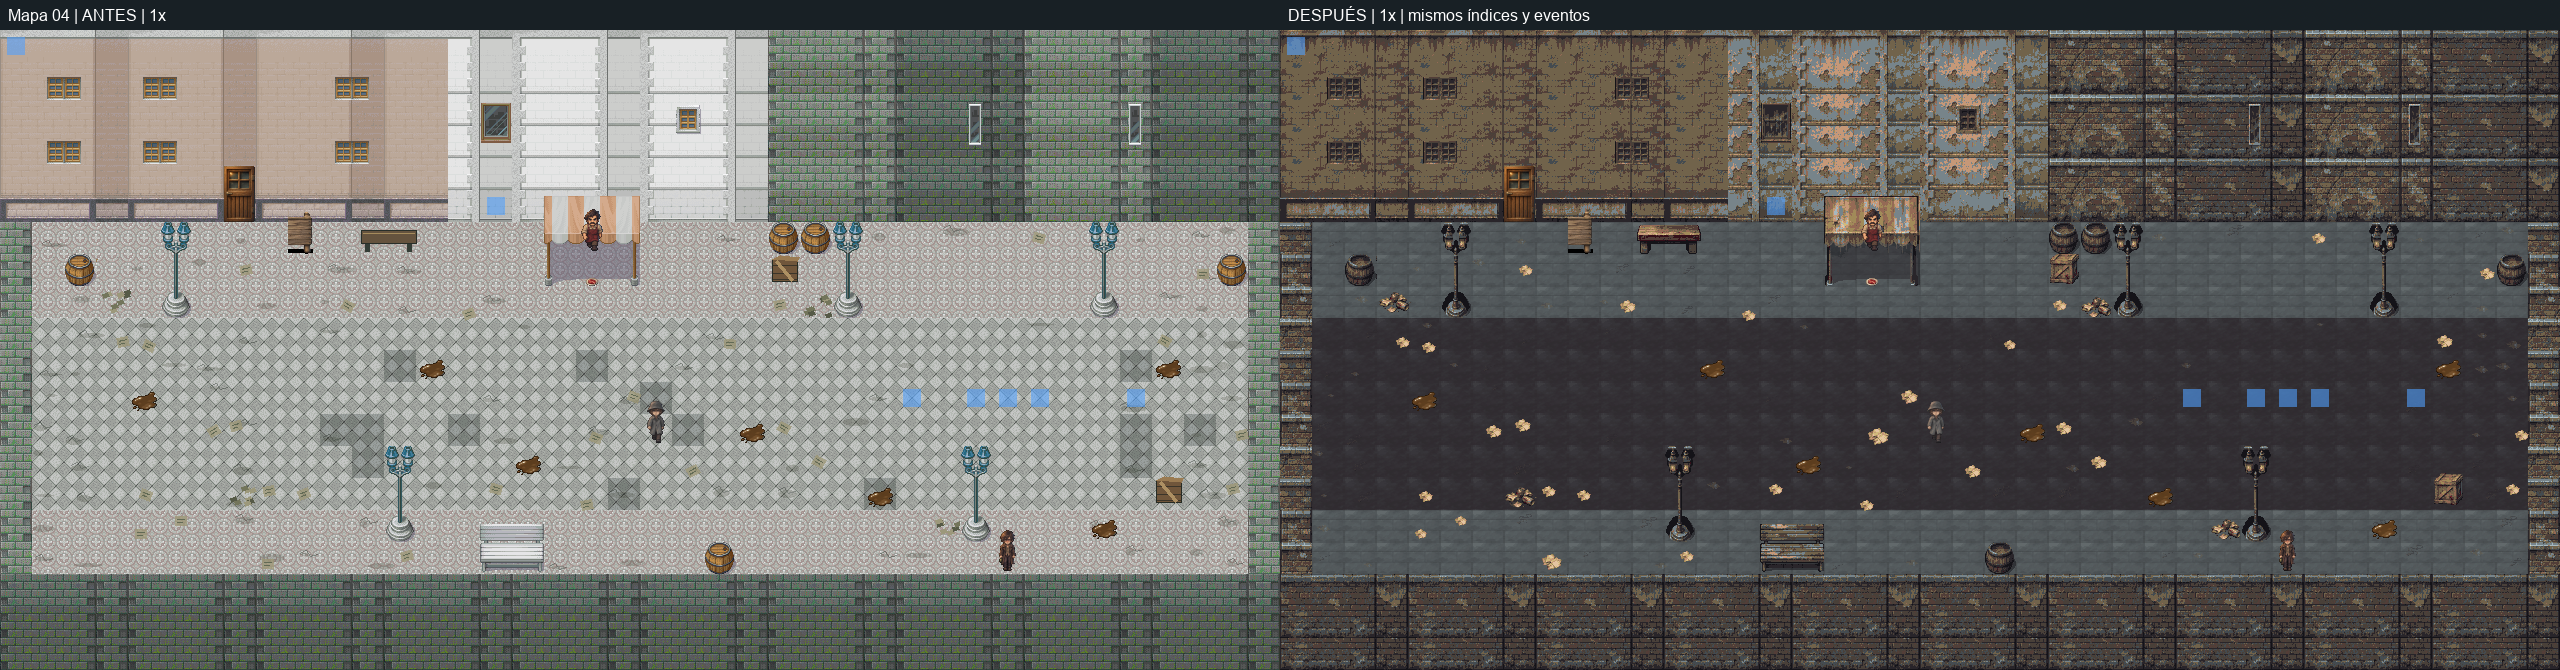 Mapa 04 | ANTES | 1x
DESPUÉS | 1x | mismos índices y eventos